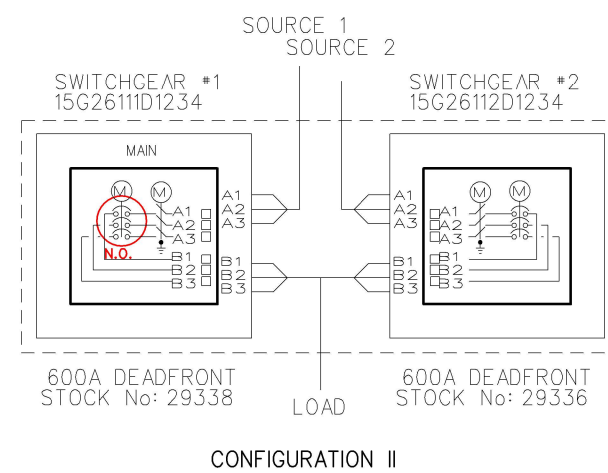 SOURCE 1
SOURCE 2
SWITCHGEAR #1
15G26111D1234
SWITCHGEAR #2
15G26112D1234
MAIN
M M
A1
A2
A3
B1
B2
B3
N.O.
A1
A2
A3
B1
B2
B3
A1
A2
A3
B1
B2
B3
M M
A1
A2
A3
B1
B2
B3
600A DEADFRONT
STOCK No: 29338
LOAD
600A DEADFRONT
STOCK No: 29336
CONFIGURATION II